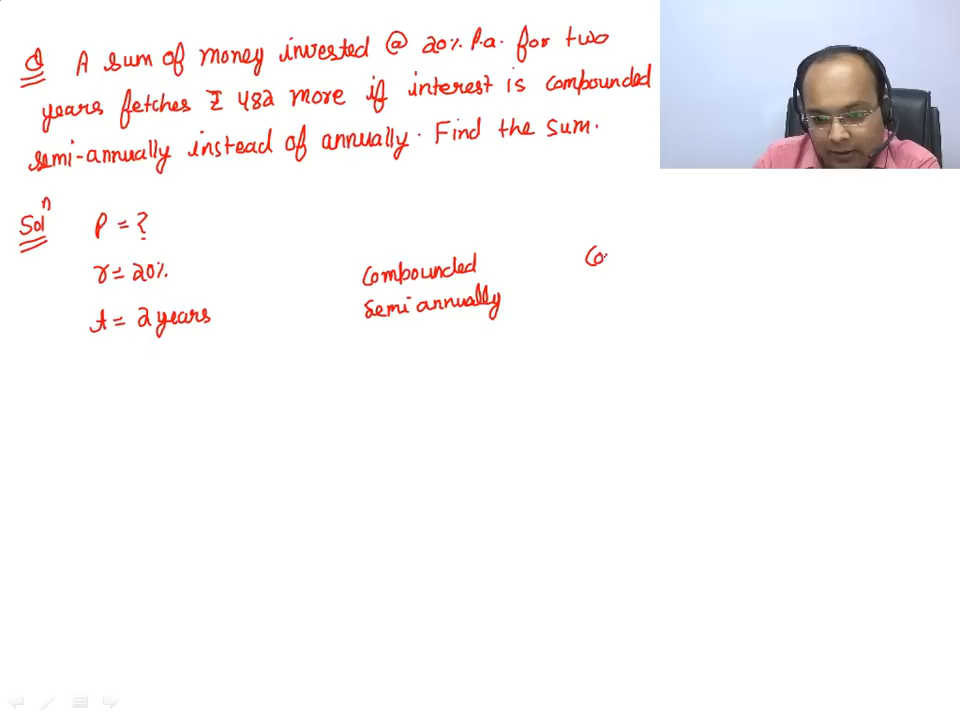 Q A sum of money invested @ 20% P.a. for two
years fetches ₹ 482 more if interest is compounded
semi-annually instead of annually. Find the sum.
Solⁿ P = ?
r = 20%
t = 2 years
Compounded
Semi annually
Co